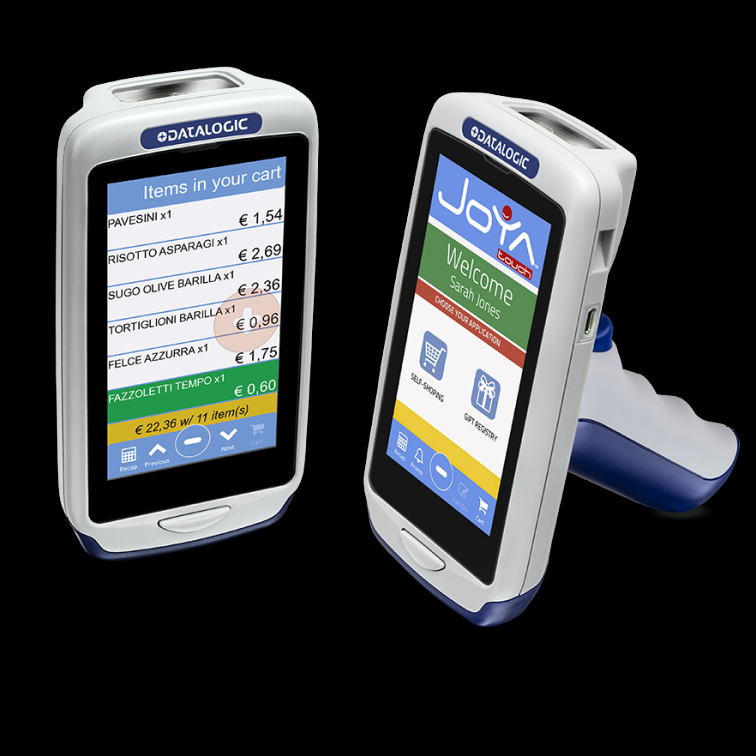 DATALOGIC
Items in your cart
PAVESINI x1
€ 1,54
RISOTTO ASPARAGI x1
€ 2,69
SUGO OLIVE BARILLA x1
€ 2,36
TORTIGLIONI BARILLA x1
€ 0,96
FELCE AZZURRA x1
€ 1,75
FAZZOLETTI TEMPO x1
€ 0,60
€ 22,36 w/ 11 item(s)
Recap Previous Next Cart
DATALOGIC
JOYA
touch
Welcome
Sarah Jones
CHOOSE YOUR APPLICATION
SELF-SHOPING
GIFT REGISTRY
Recap Promo Cart